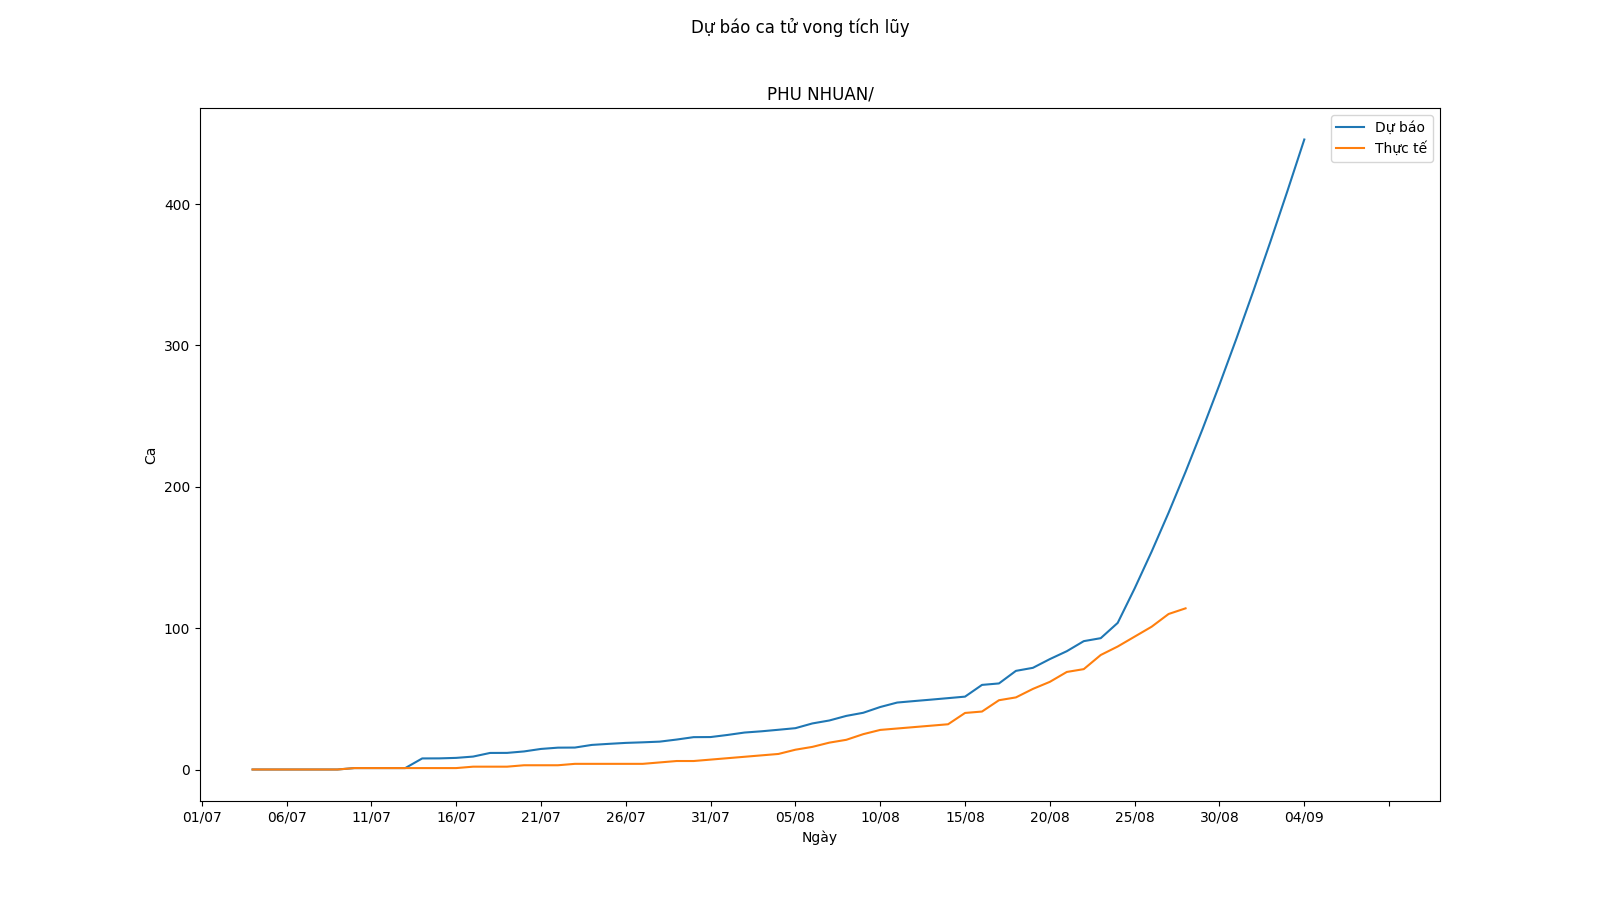 Dự báo ca tử vong tích lũy
PHU NHUAN/
Dự báo
Thực tế
400
300
200
100
0
Ca
01/07 06/07 11/07 16/07 21/07 26/07 31/07 05/08 10/08 15/08 20/08 25/08 30/08 04/09
Ngày